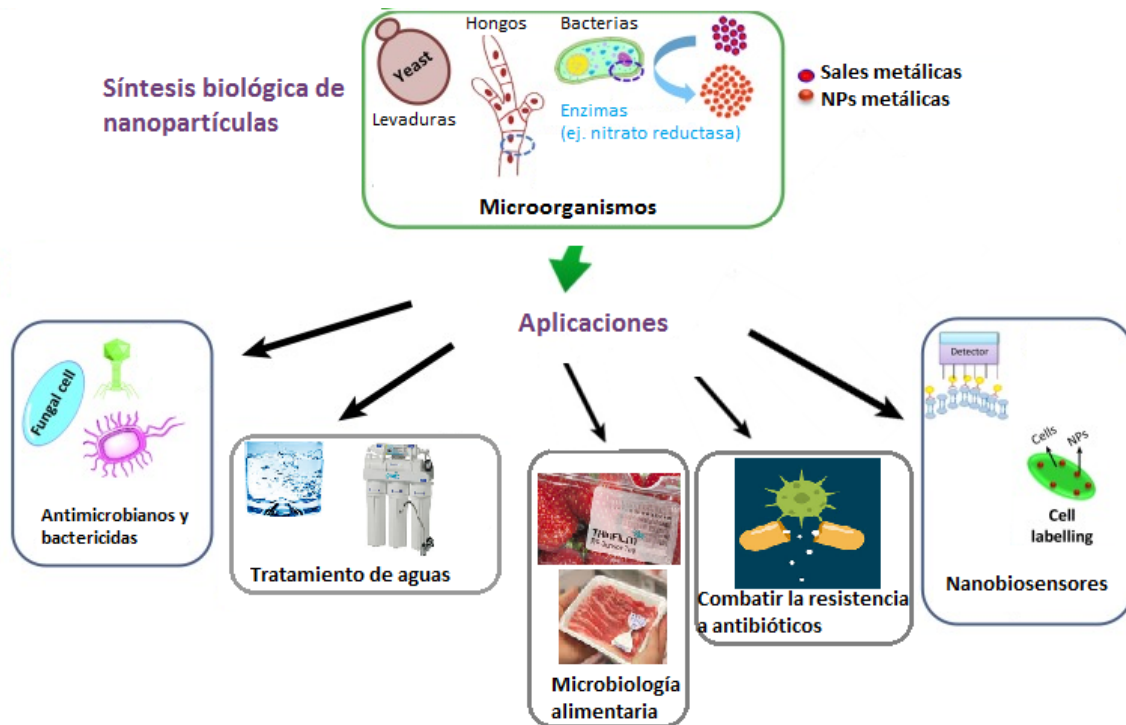 Hongos
Bacterias
Yeast
Levaduras
Síntesis biológica de
nanopartículas
Sales metálicas
NPs metálicas
Enzimas
(ej. nitrato reductasa)
Microorganismos
Aplicaciones
Fungal cell
Antimicrobianos y
bactericidas
Tratamiento de aguas
Microbiología
alimentaria
Combatir la resistencia
a antibióticos
Detector
Cells
NPs
Cell
labelling
Nanobiosensores